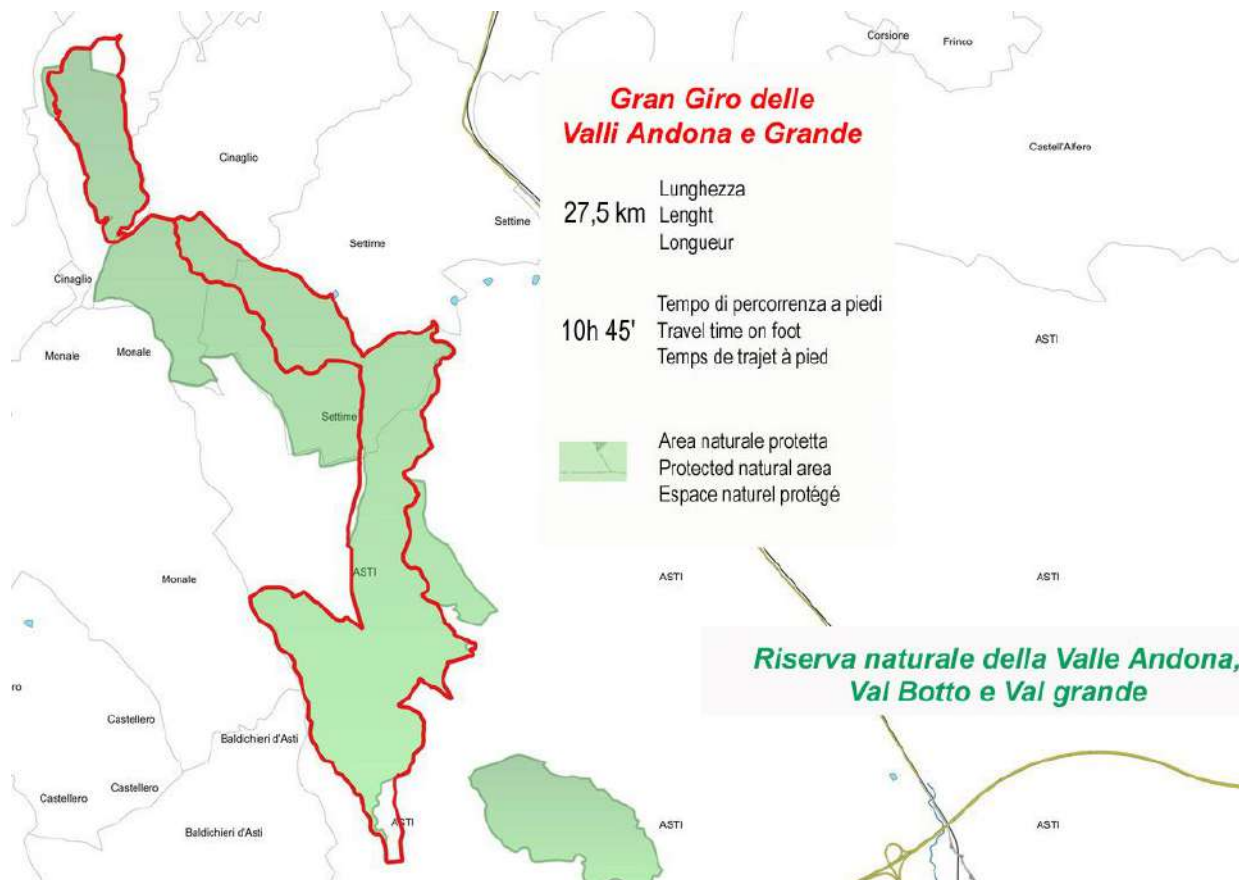 Corsione
Frinco
Gran Giro delle
Valli Andona e Grande
Castell'Alfero
Cinaglio
27,5 km
Lunghezza
Lenght
Longueur
Settime
Settime
Cinaglio
10h 45'
Tempo di percorrenza a piedi
Travel time on foot
Temps de trajet à pied
ASTI
Monale
Monale
Settime
Area naturale protetta
Protected natural area
Espace naturel protégé
ASTI
ASTI
ASTI
Monale
Riserva naturale della Valle Andona,
Val Botto e Val grande
ro
Castellero
Baldichieri d'Asti
Castellero
Castellero
Baldichieri d'Asti
ASTI
ASTI
ASTI